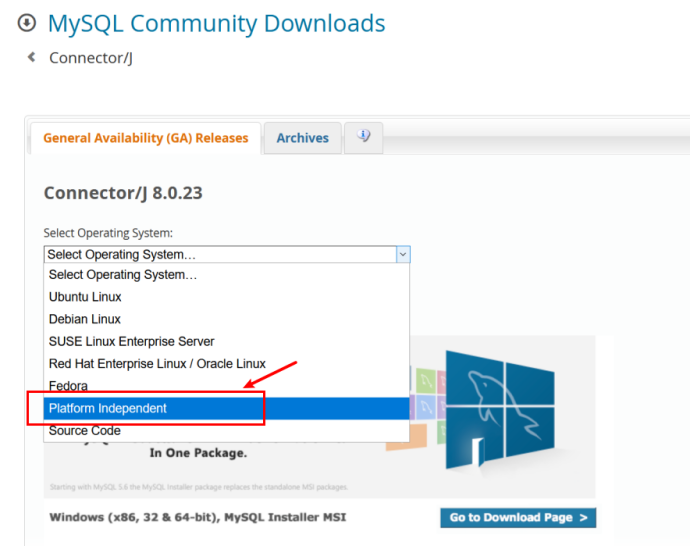 MySQL Community Downloads
Connector/J
General Availability (GA) Releases
Archives
Connector/J 8.0.23
Select Operating System:
Select Operating System...
Select Operating System...
Ubuntu Linux
Debian Linux
SUSE Linux Enterprise Server
Red Hat Enterprise Linux / Oracle Linux
Fedora
Platform Independent
Source Code
In One Package.
Starting with MySQL 5.6 the MySQL Installer package replaces the standalone MSI packages.
Windows (x86, 32 & 64-bit), MySQL Installer MSI
Go to Download Page >